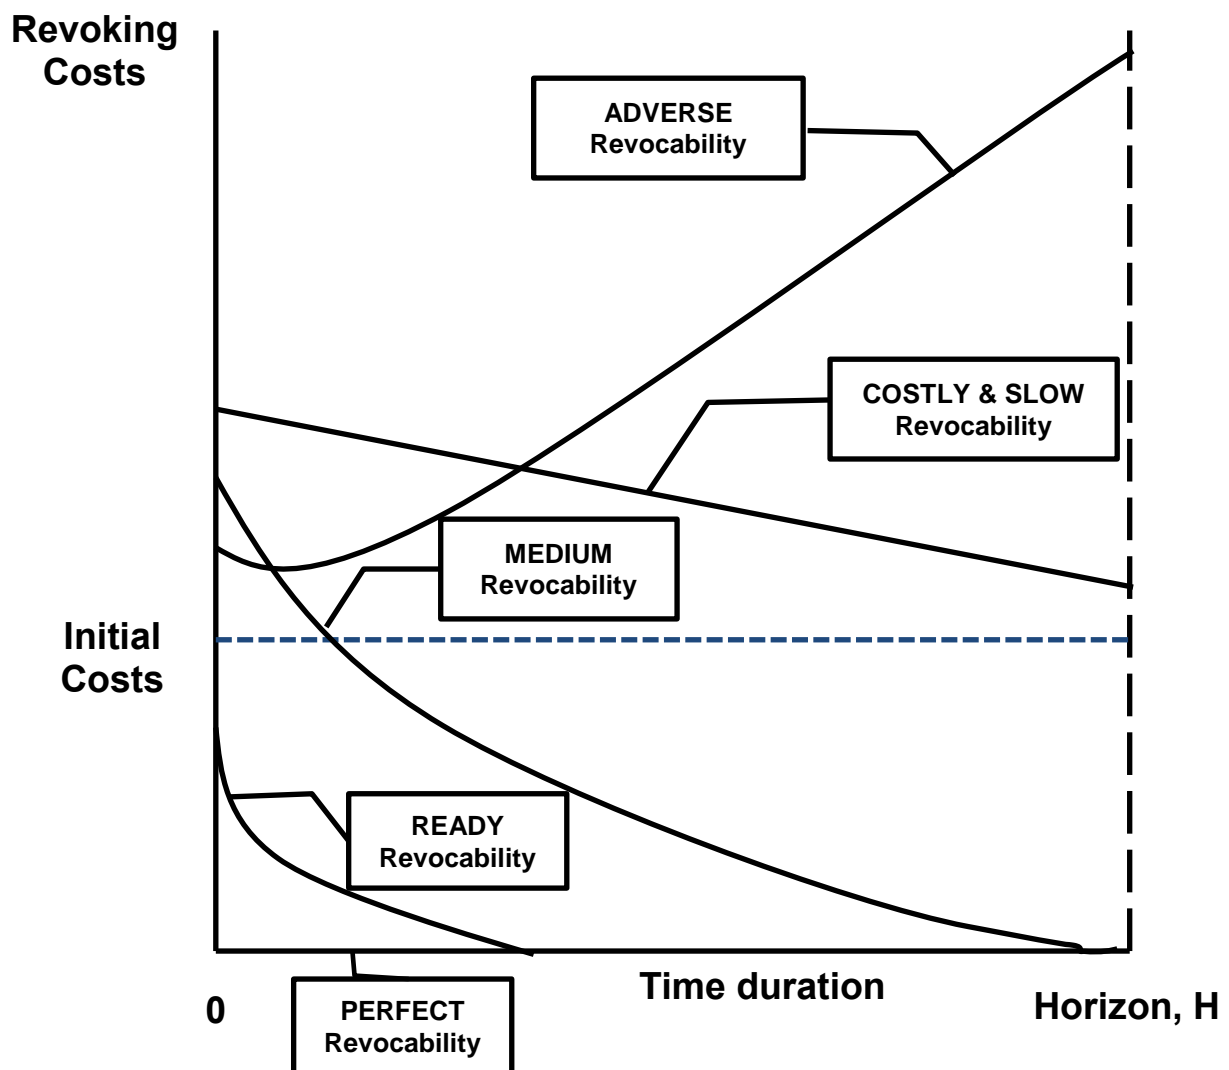 Revoking
Costs
ADVERSE
Revocability
COSTLY & SLOW
Revocability
MEDIUM
Revocability
Initial
Costs
READY
Revocability
Time duration
0
Horizon, H
PERFECT
Revocability